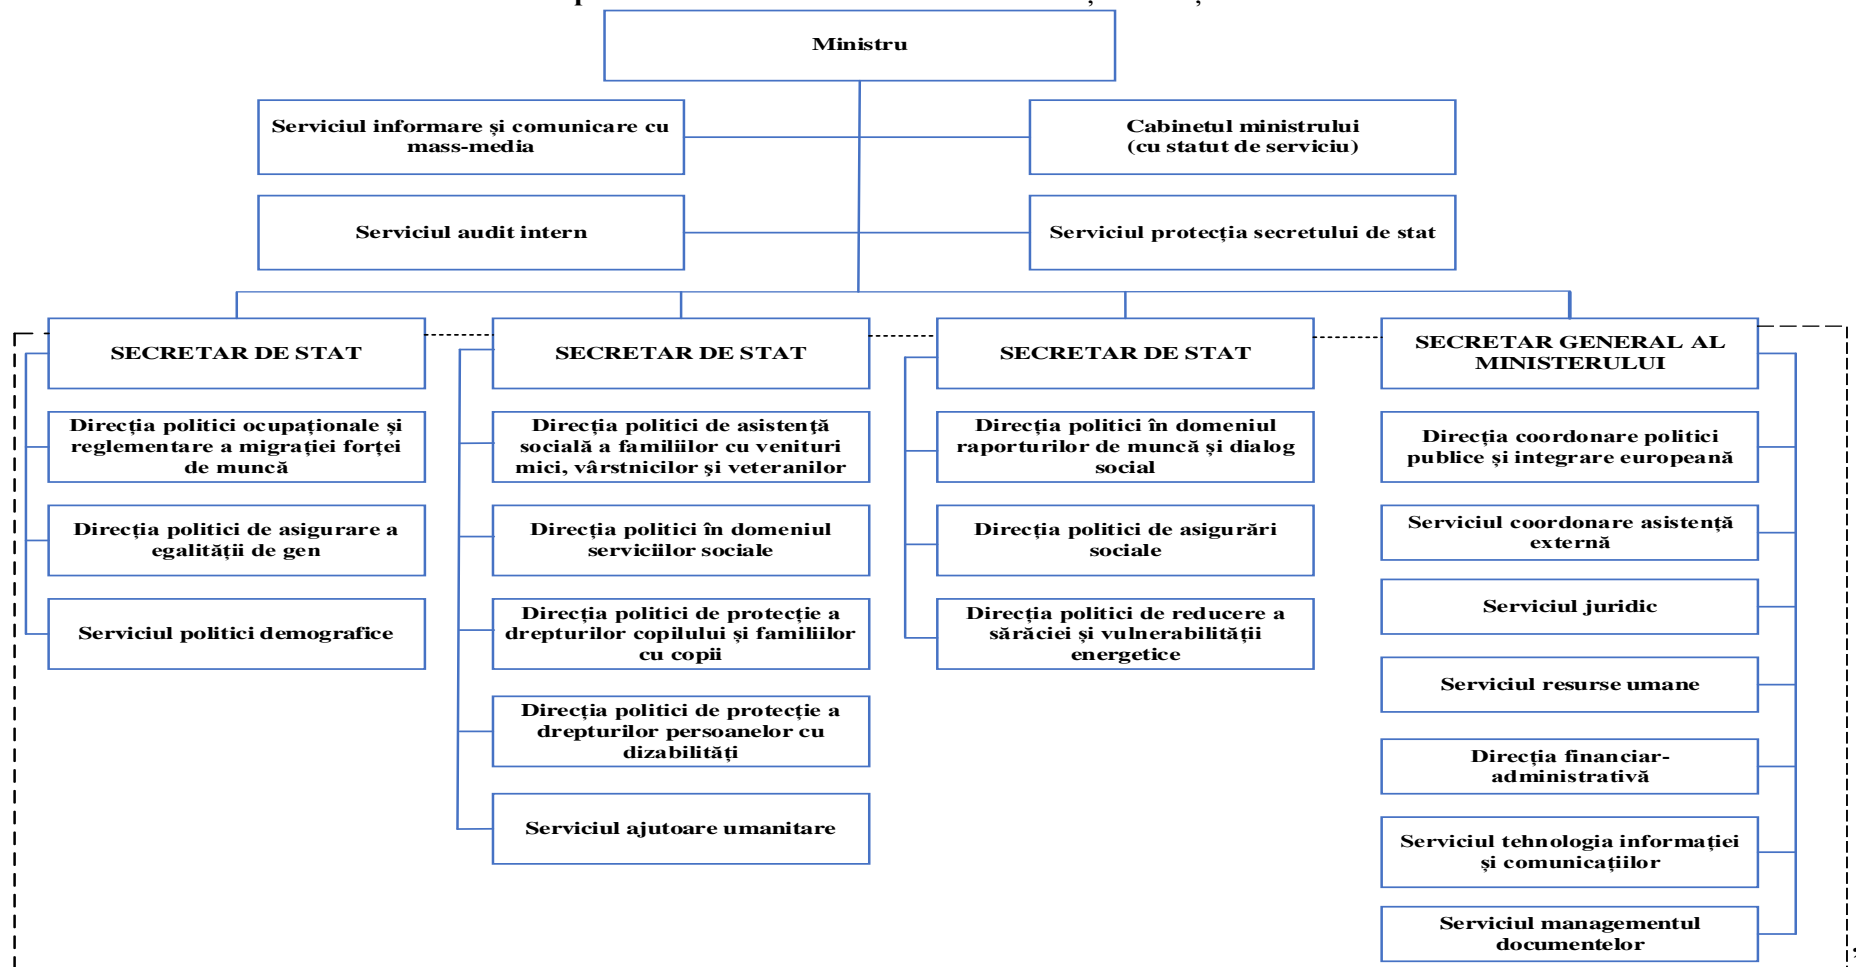 Ministru
Serviciul informare și comunicare cu
mass-media
Cabinetul ministrului
(cu statut de serviciu)
Serviciul audit intern
Serviciul protecția secretului de stat
SECRETAR DE STAT
Direcția politici ocupaționale și
reglementare a migrației forței
de muncă
Direcția politici de asigurare a
egalității de gen
Serviciul politici demografice
SECRETAR DE STAT
Direcția politici de asistenţă
socială a familiilor cu venituri
mici, vârstnicilor şi veteranilor
Direcția politici în domeniul
serviciilor sociale
Direcția politici de protecție a
drepturilor copilului și familiilor
cu copii
Direcția politici de protecție a
drepturilor persoanelor cu
dizabilități
Serviciul ajutoare umanitare
SECRETAR DE STAT
Direcția politici în domeniul
raporturilor de muncă și dialog
social
Direcția politici de asigurări
sociale
Direcția politici de reducere a
sărăciei și vulnerabilității
energetice
SECRETAR GENERAL AL
MINISTERULUI
Direcția coordonare politici
publice și integrare europeană
Serviciul coordonare asistență
externă
Serviciul juridic
Serviciul resurse umane
Direcția financiar-
administrativă
Serviciul tehnologia informației
și comunicațiilor
Serviciul managementul
documentelor